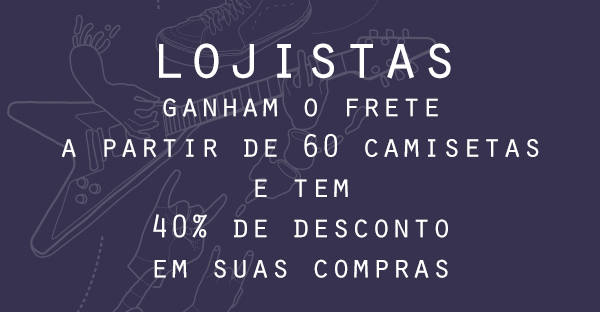 LOJISTAS
GANHAM O FRETE
A PARTIR DE 60 CAMISETAS
E TEM
40% DE DESCONTO
EM SUAS COMPRAS